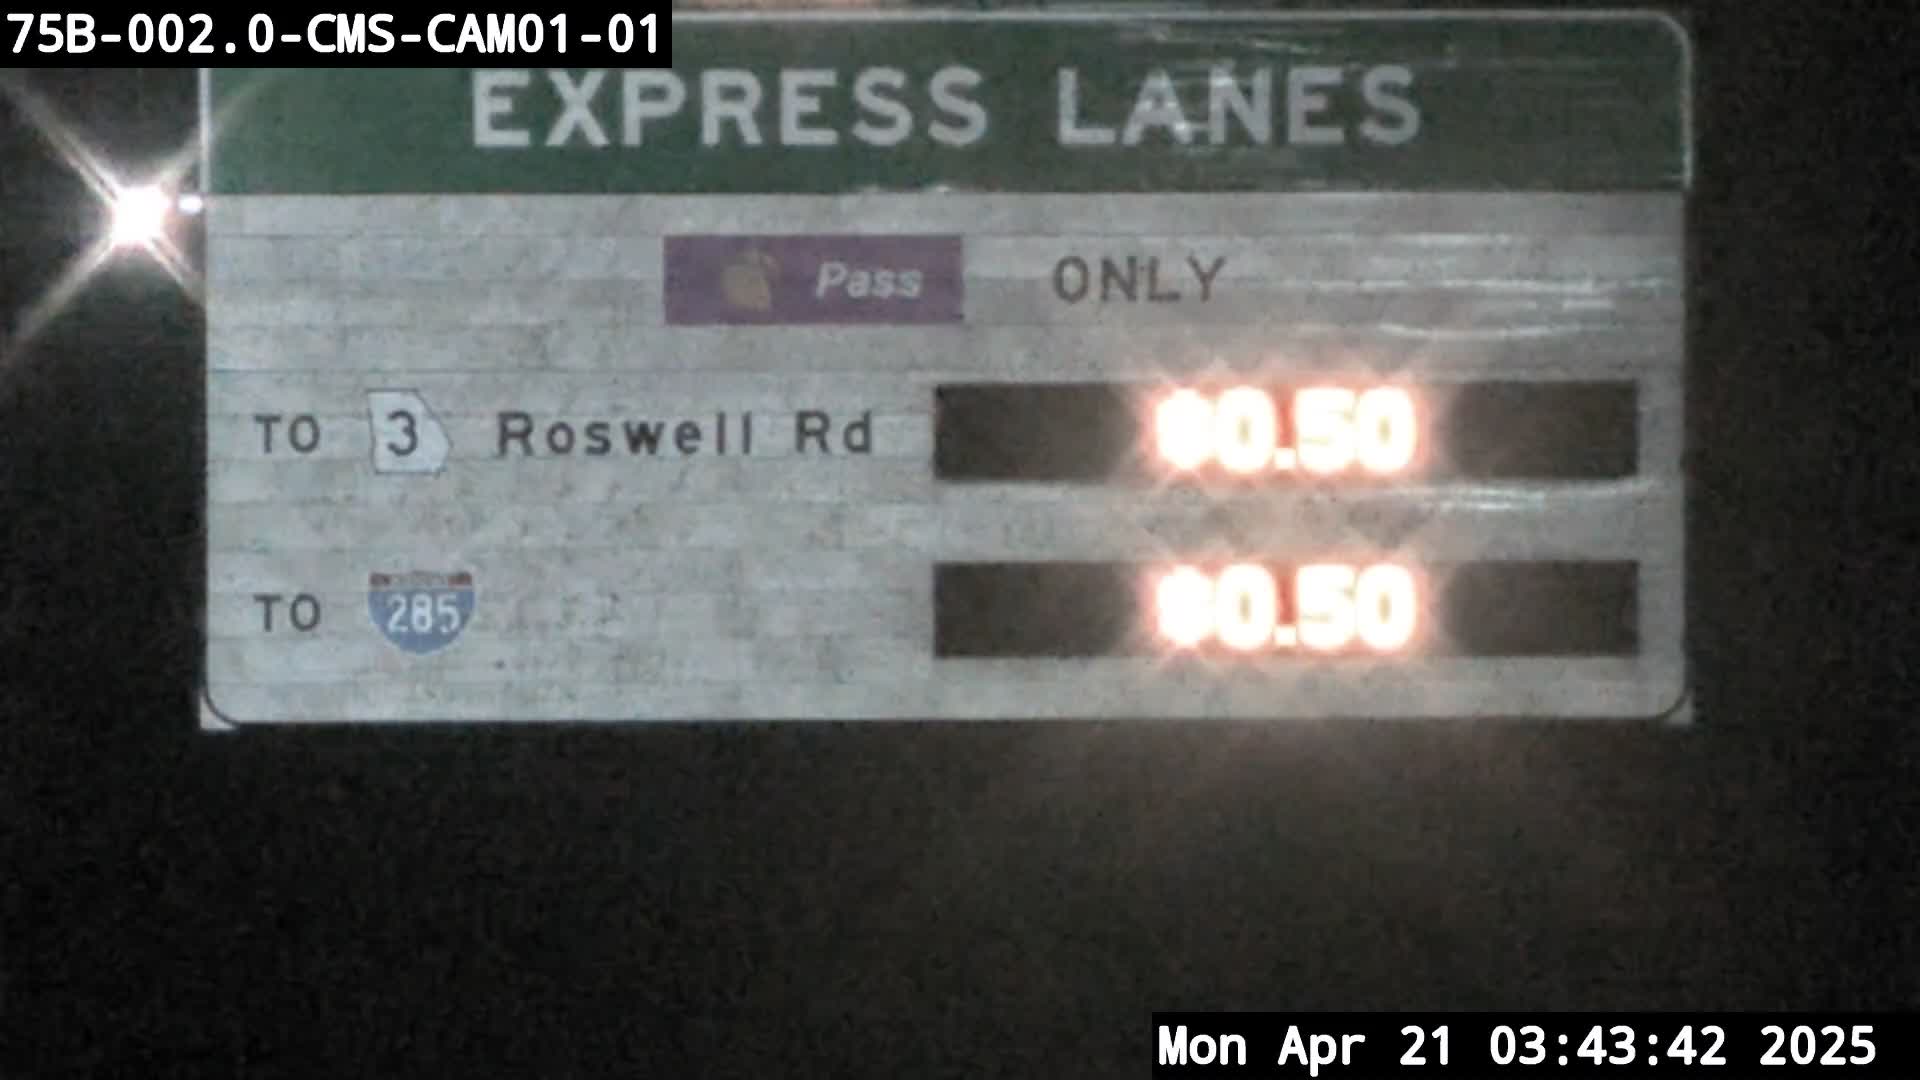 75B-002.0-CMS-CAM01-01
EXPRESS LANES
Pass ONLY
TO 3 Roswell Rd $0.50
TO 285 $0.50
Mon Apr 21 03:43:42 2025